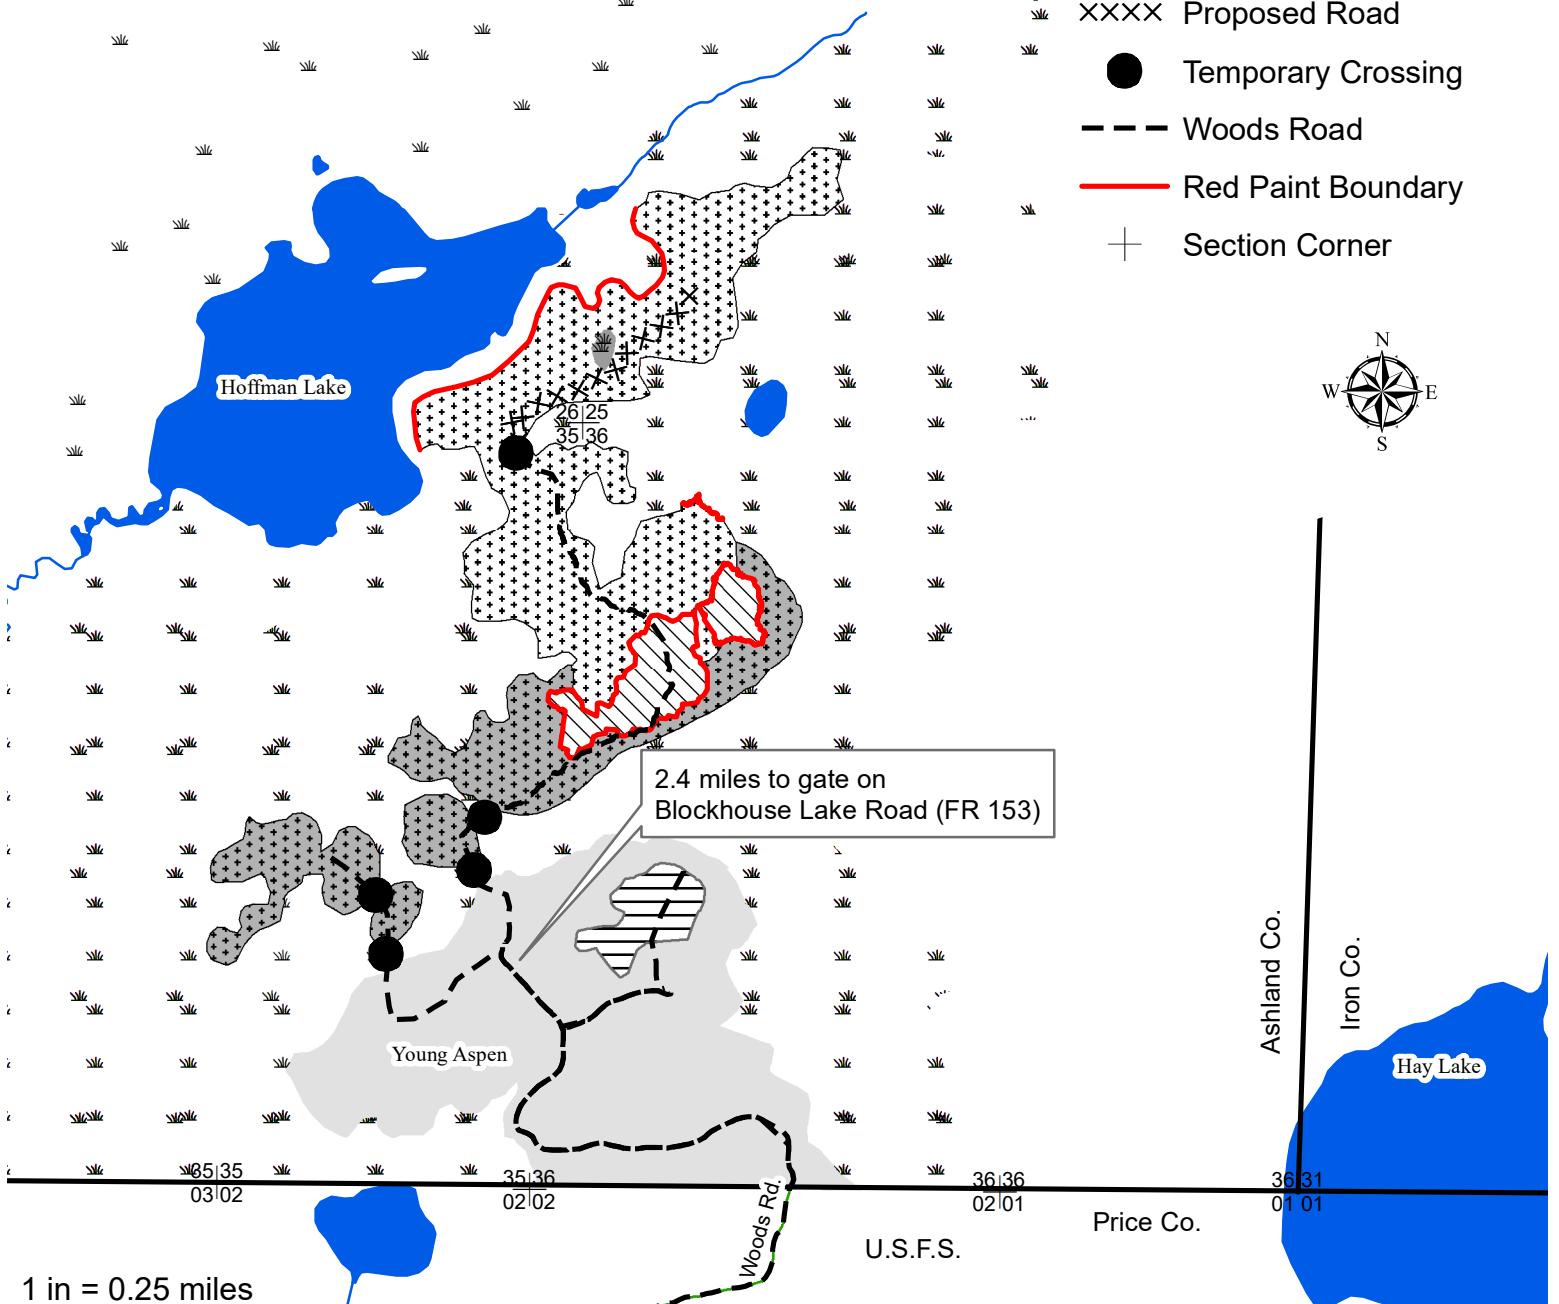 Proposed Road
Temporary Crossing
Woods Road
Red Paint Boundary
Section Corner
N
W E
S
Hoffman Lake
26 25
35 36
2.4 miles to gate on
Blockhouse Lake Road (FR 153)
Ashland Co.
Iron Co.
Young Aspen
Hay Lake
35 35
03 02
35 36
02 02
36 36
02 01
36 31
01 01
Price Co.
Woods Rd.
U.S.F.S.
1 in = 0.25 miles